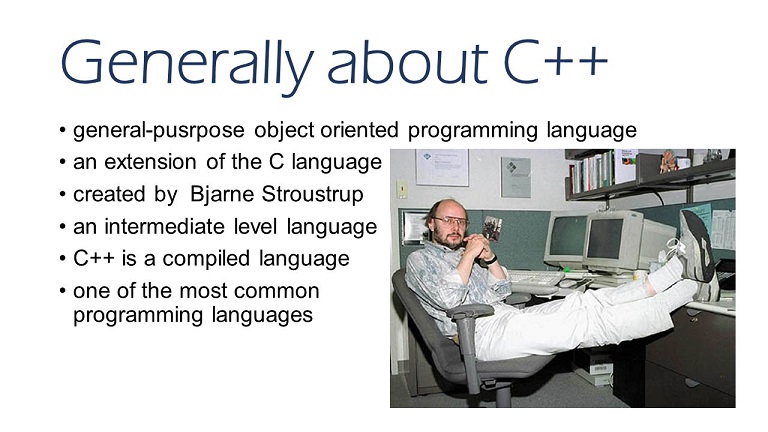 Generally about C++
• general-pusrpose object oriented programming language
• an extension of the C language
• created by  Bjarne Stroustrup
• an intermediate level language
• C++ is a compiled language
• one of the most common
programming languages